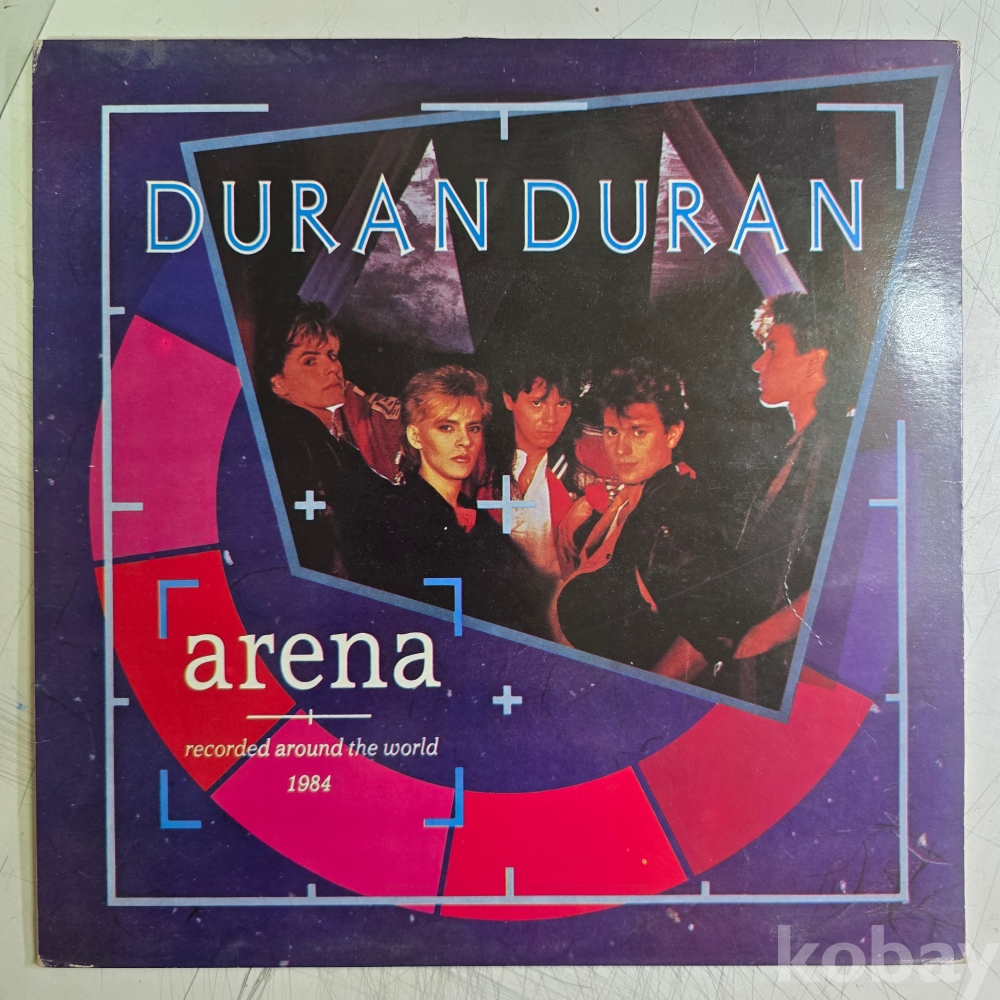 DURAN DURAN
arena
recorded around the world
1984
kobay